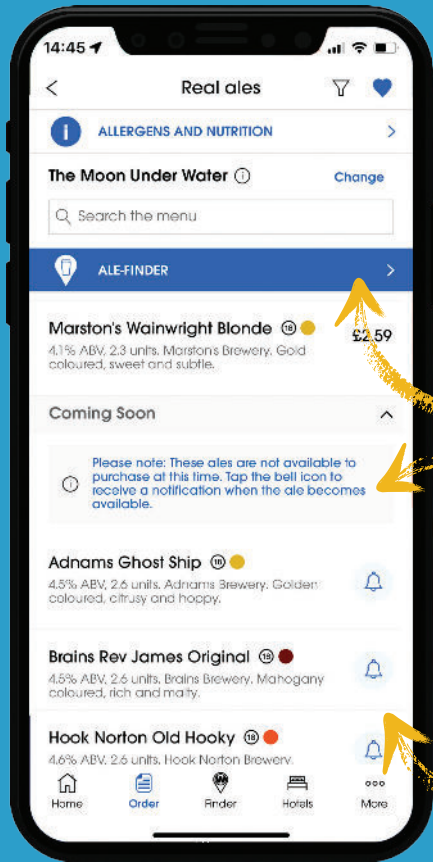 14:45
Real ales
i ALLERGENS AND NUTRITION
The Moon Under Water i Change
Search the menu
ALE-FINDER
Marston's Wainwright Blonde 18 £2.59
4.1% ABV, 2.3 units. Marston's Brewery. Gold
coloured, sweet and subtle.
Coming Soon
Please note: These ales are not available to
purchase at this time. Tap the bell icon to
receive a notification when the ale becomes
available.
Adnams Ghost Ship 18
4.5% ABV, 2.6 units. Adnams Brewery. Golden
coloured, citrusy and hoppy.
Brains Rev James Original 18
4.5% ABV, 2.6 units. Brains Brewery. Mahogany
coloured, rich and malty.
Hook Norton Old Hooky 18
4.6% ABV, 2.6 units. Hook Norton Brewery.
Home Order Finder Hotels More